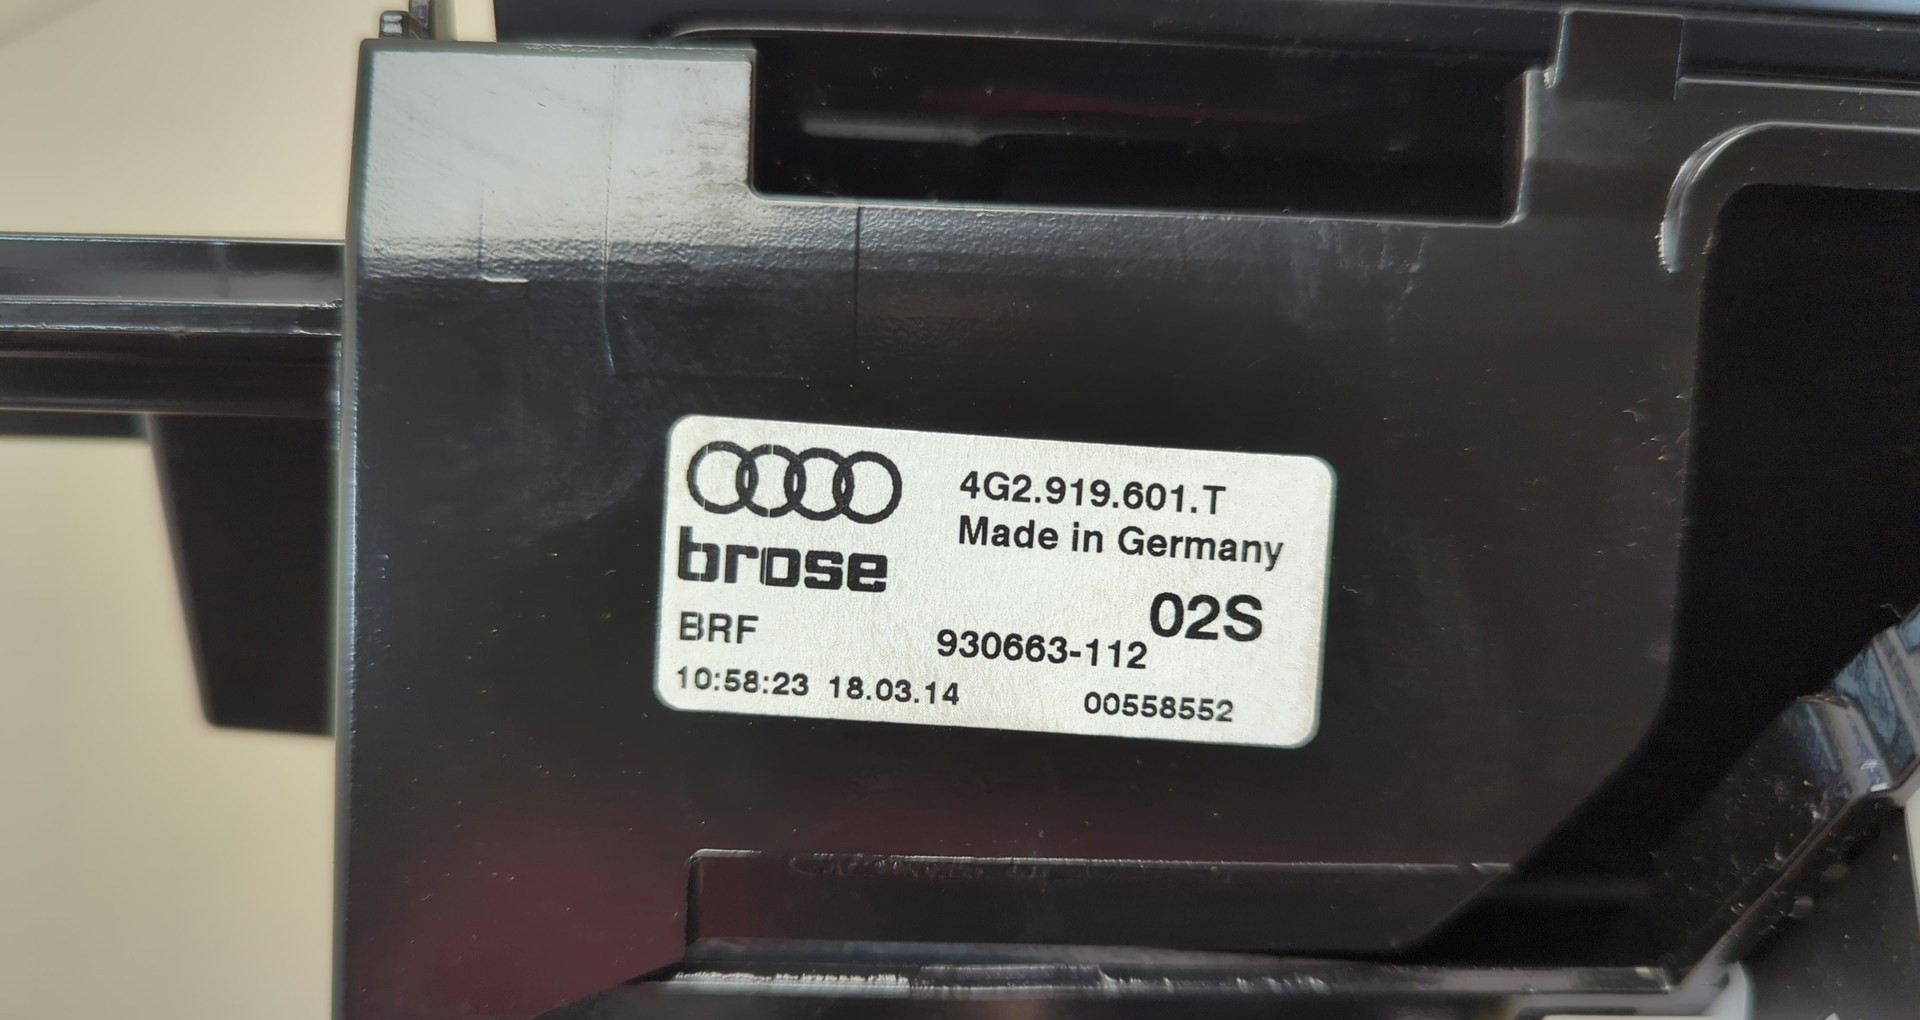 4G2.919.601.T
Made in Germany
brose
02S
BRF
930663-112
10:58:23 18.03.14
00558552